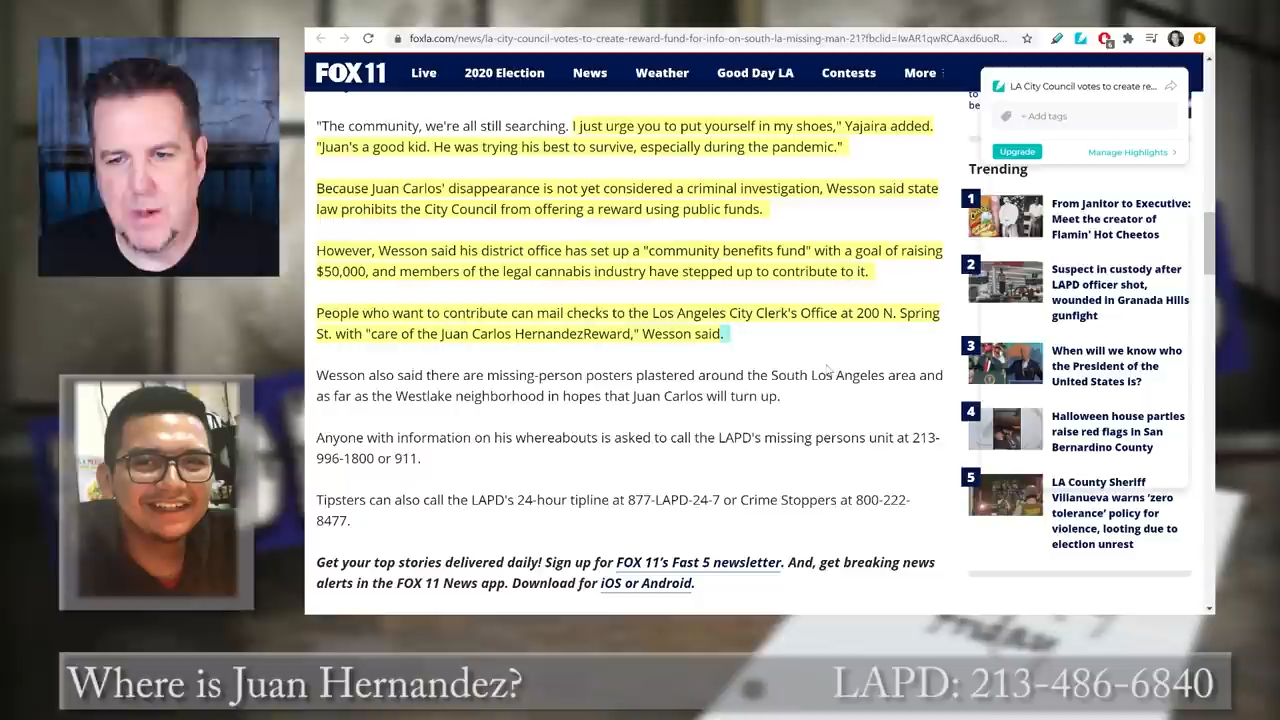 foxla.com/news/la-city-council-votes-to-create-reward-fund-for-info-on-south-la-missing-man-21?fbclid=IwAR1qwRCAaxd6uoR...
FOX 11
Live
2020 Election
News
Weather
Good Day LA
Contests
More
"The community, we're all still searching. I just urge you to put yourself in my shoes," Yajaira added.
"Juan's a good kid. He was trying his best to survive, especially during the pandemic."
Because Juan Carlos' disappearance is not yet considered a criminal investigation, Wesson said state
law prohibits the City Council from offering a reward using public funds.
However, Wesson said his district office has set up a "community benefits fund" with a goal of raising
$50,000, and members of the legal cannabis industry have stepped up to contribute to it.
People who want to contribute can mail checks to the Los Angeles City Clerk's Office at 200 N. Spring
St. with "care of the Juan Carlos HernandezReward," Wesson said.
Wesson also said there are missing-person posters plastered around the South Los Angeles area and
as far as the Westlake neighborhood in hopes that Juan Carlos will turn up.
Anyone with information on his whereabouts is asked to call the LAPD's missing persons unit at 213-
996-1800 or 911.
Tipsters can also call the LAPD's 24-hour tipline at 877-LAPD-24-7 or Crime Stoppers at 800-222-
8477.
Get your top stories delivered daily! Sign up for FOX 11's Fast 5 newsletter. And, get breaking news
alerts in the FOX 11 News app. Download for iOS or Android.
to
be
LA City Council votes to create re...
+ Add tags
Upgrade
Manage Highlights
Trending
1
From Janitor to Executive:
Meet the creator of
Flamin' Hot Cheetos
2
Suspect in custody after
LAPD officer shot,
wounded in Granada Hills
gunfight
3
When will we know who
the President of the
United States is?
4
Halloween house parties
raise red flags in San
Bernardino County
5
LA County Sheriff
Villanueva warns ‘zero
tolerance’ policy for
violence, looting due to
election unrest
Where is Juan Hernandez?
LAPD: 213-486-6840